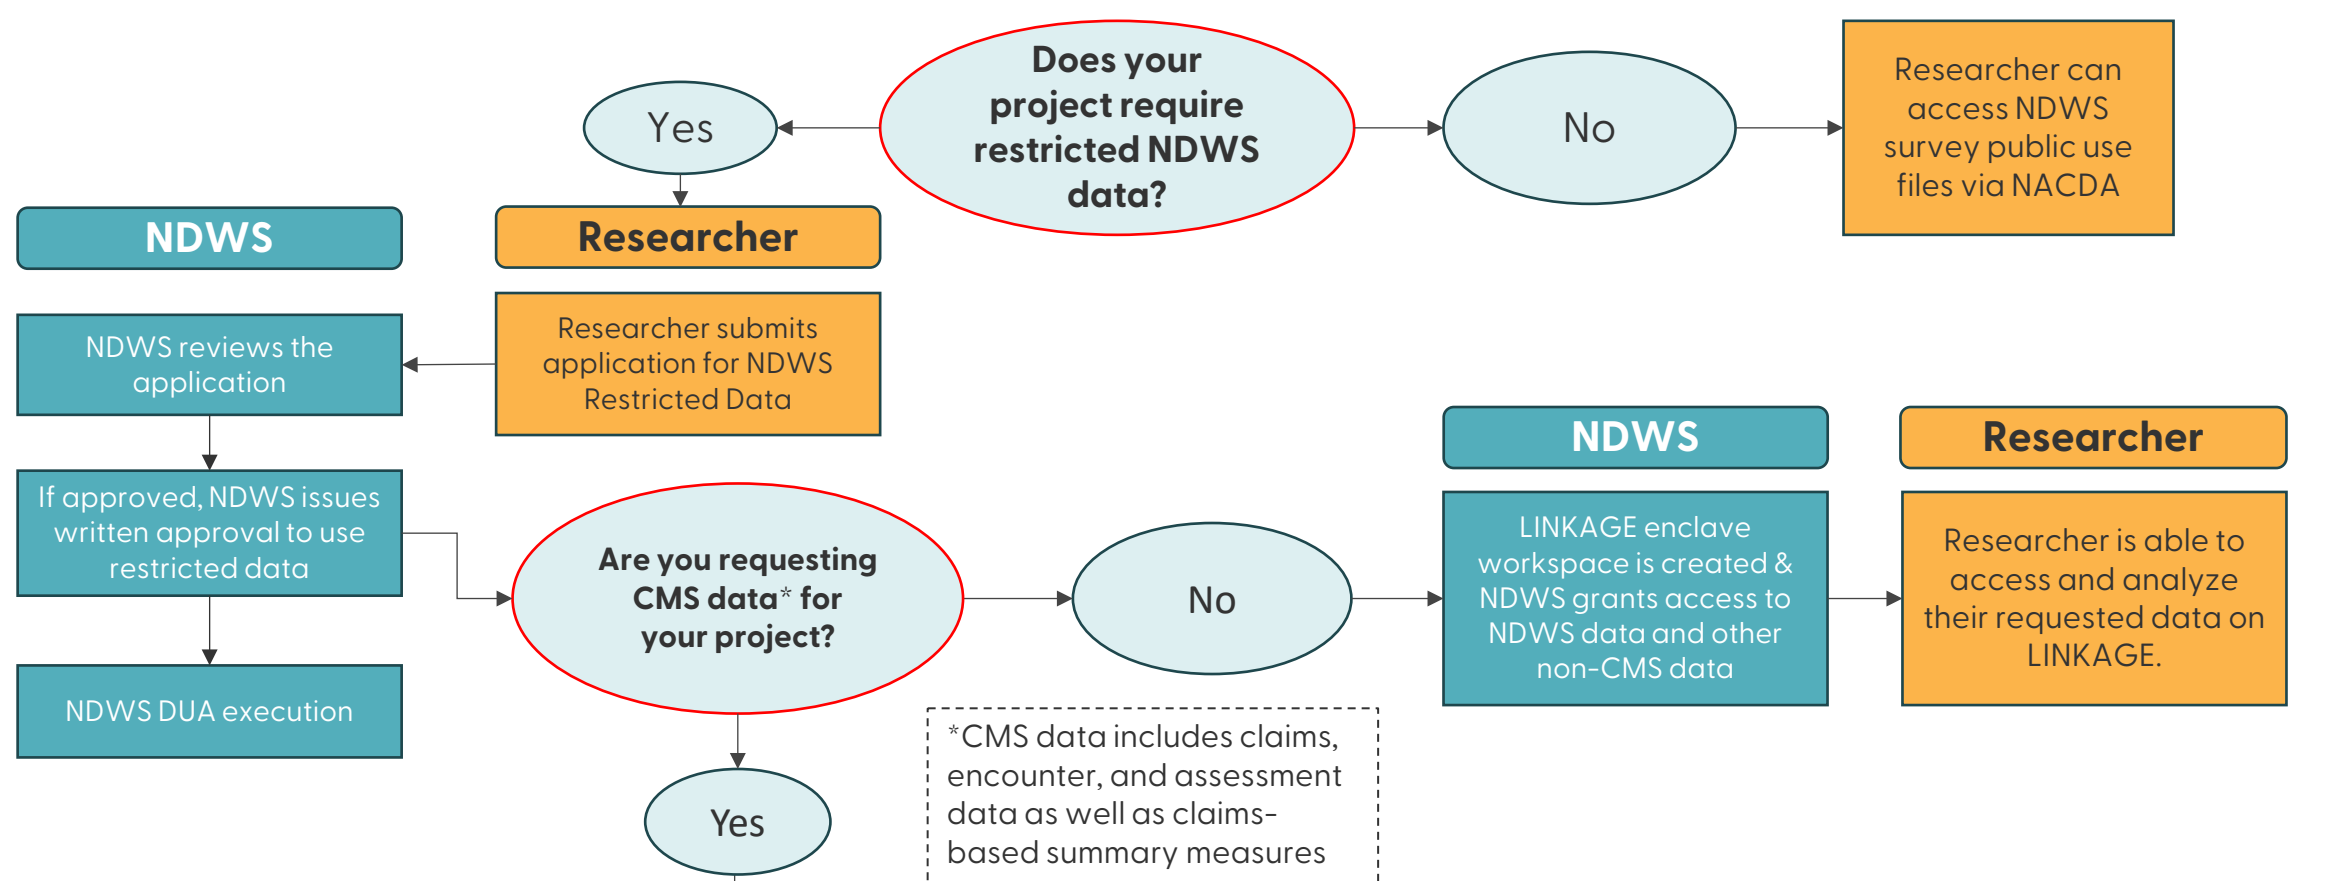 Does your
project require
restricted NDWS
data?
Yes
No
Researcher can
access NDWS
survey public use
files via NACDA
NDWS
Researcher
NDWS reviews the
application
Researcher submits
application for NDWS
Restricted Data
If approved, NDWS issues
written approval to use
restricted data
NDWS DUA execution
Are you requesting
CMS data* for
your project?
No
Yes
NDWS
Researcher
LINKAGE enclave
workspace is created &
NDWS grants access to
NDWS data and other
non-CMS data
Researcher is able to
access and analyze
their requested data on
LINKAGE.
*CMS data includes claims,
encounter, and assessment
data as well as claims-
based summary measures